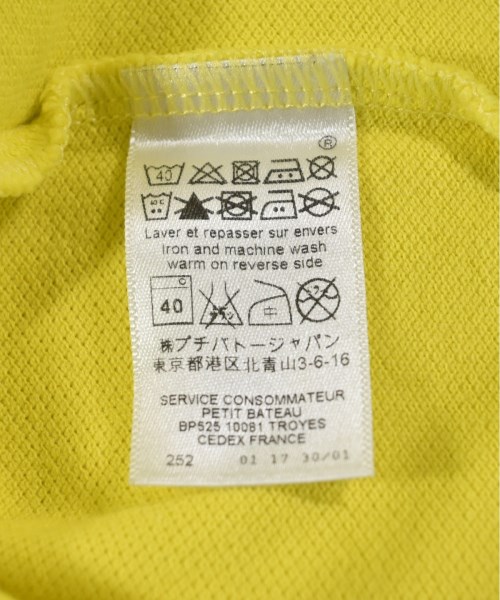 ®
40
Laver et repasser sur envers
Iron and machine wash
warm on reverse side
40 中
㈱プチバトージャパン
東京都港区北青山3-6-16
SERVICE CONSOMMATEUR
PETIT BATEAU
BP525 10081 TROYES
CEDEX FRANCE
252 01 17 30/01